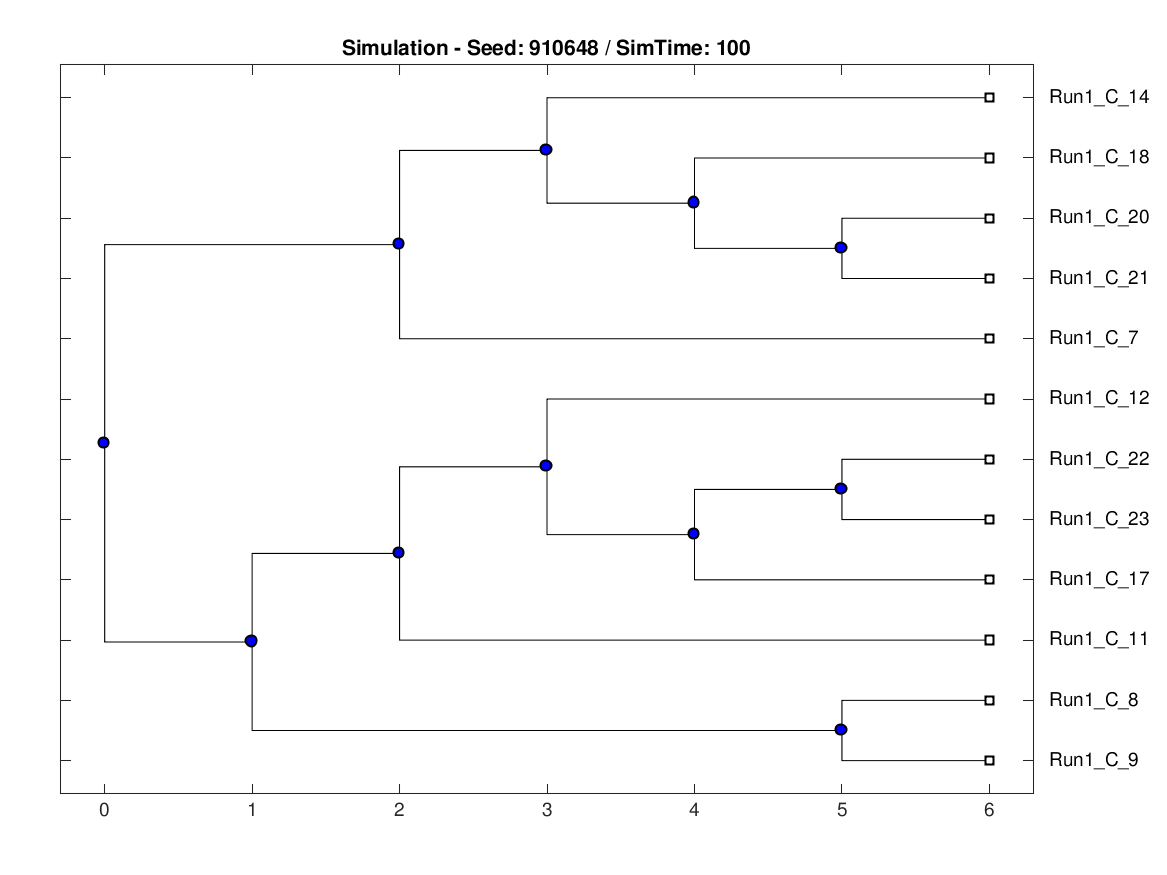 Simulation - Seed: 910648 / SimTime: 100
Run1_C_14
Run1_C_18
Run1_C_20
Run1_C_21
Run1_C_7
Run1_C_12
Run1_C_22
Run1_C_23
Run1_C_17
Run1_C_11
Run1_C_8
Run1_C_9
0 1 2 3 4 5 6